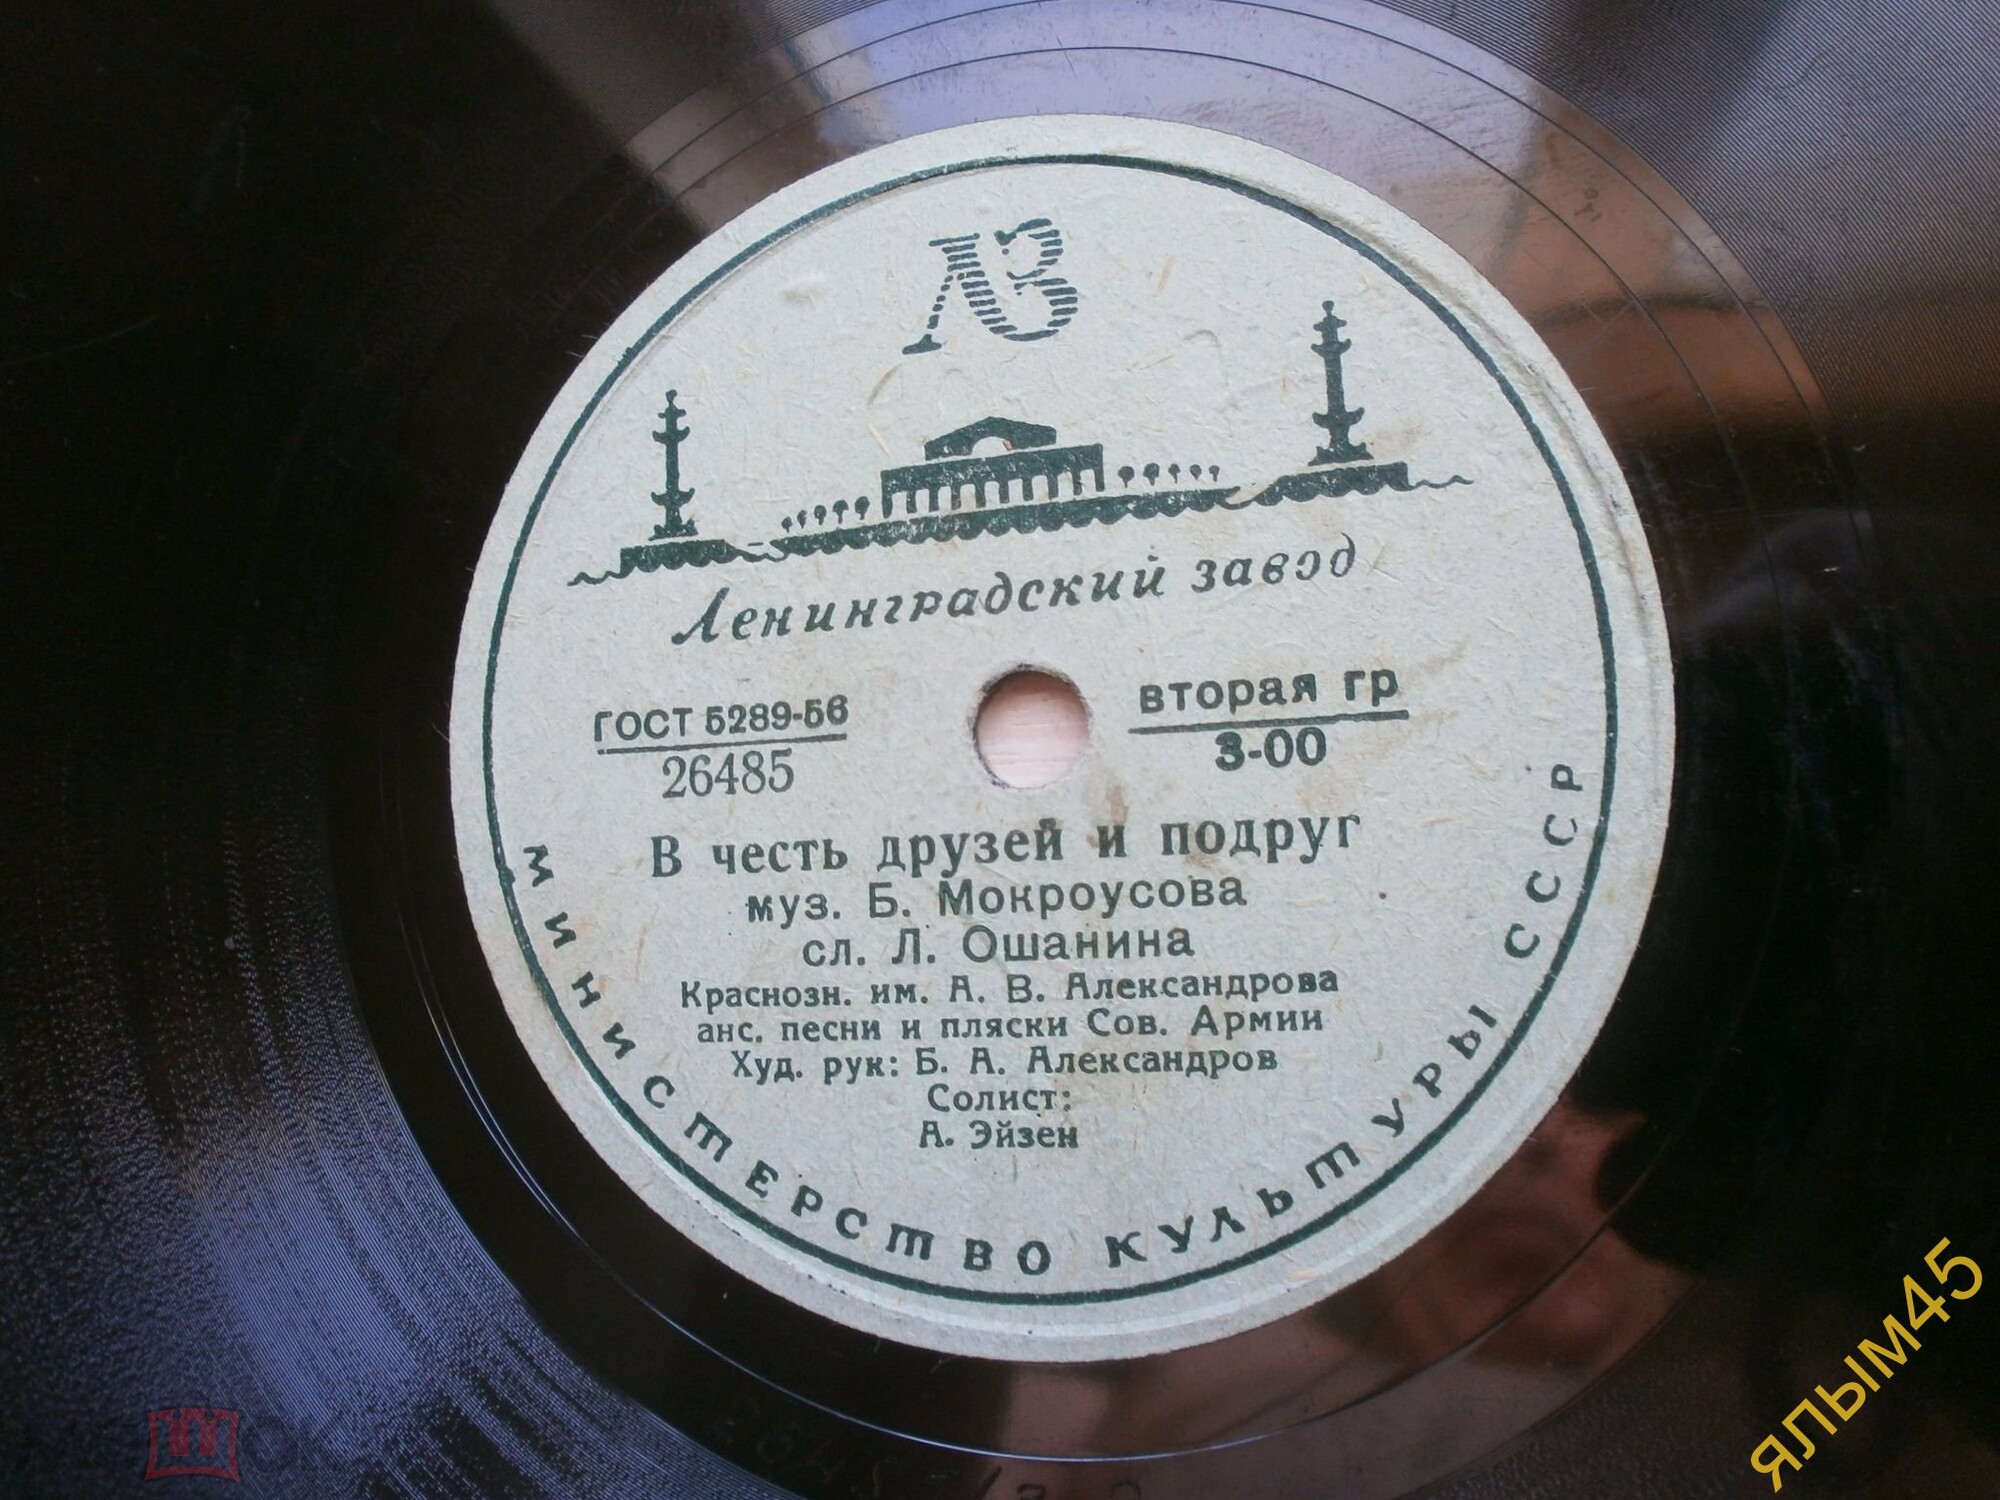 ЛЗ
Ленинградский завод
ГОСТ 5289-56
26485
вторая гр
3-00
В честь друзей и подруг
муз. Б. Мокроусова
сл. Л. Ошанина
Краснозн. им. А. В. Александрова
анс. песни и пляски Сов. Армии
Худ. рук: Б. А. Александров
Солист:
А. Эйзен
МИНИСТЕРСТВО КУЛЬТУРЫ СССР
ЯЛЫМ45